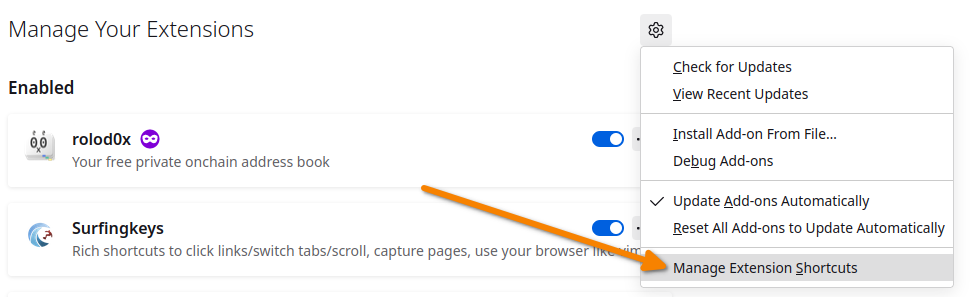 Manage Your Extensions
Check for Updates
View Recent Updates
Install Add-on From File...
Debug Add-ons
Update Add-ons Automatically
Reset All Add-ons to Update Automatically
Manage Extension Shortcuts
Enabled
rolod0x
Your free private onchain address book
Surfingkeys
Rich shortcuts to click links/switch tabs/scroll, capture pages, use your browser like vim